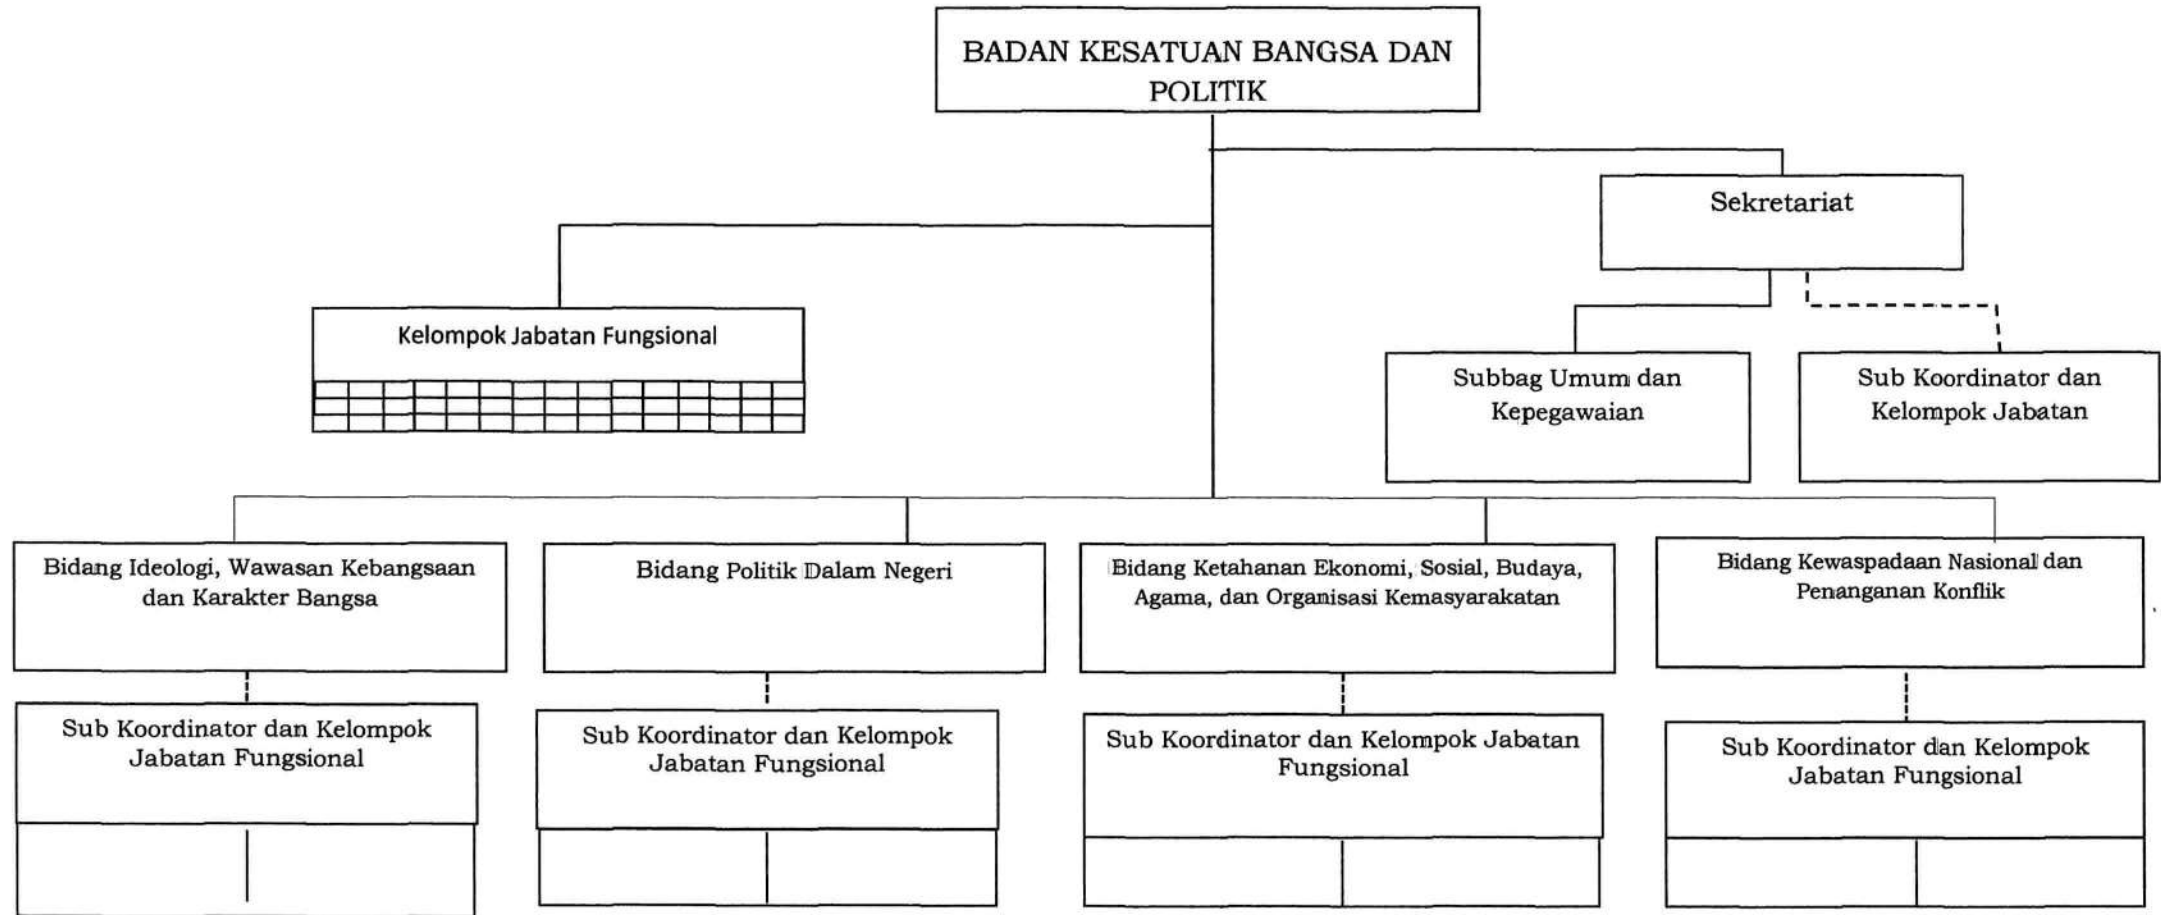 BADAN KESATUAN BANGSA DAN
POLITIK
Sekretariat
Kelompok Jabatan Fungsional
Subbag Umum dan
Kepegawaian
Sub Koordinator dan
Kelompok Jabatan
Bidang Ideologi, Wawasan Kebangsaan
dan Karakter Bangsa
Bidang Politik Dalam Negeri
Bidang Ketahanan Ekonomi, Sosial, Budaya,
Agama, dan Organisasi Kemasyarakatan
Bidang Kewaspadaan Nasional dan
Penanganan Konflik
Sub Koordinator dan Kelompok
Jabatan Fungsional
Sub Koordinator dan Kelompok
Jabatan Fungsional
Sub Koordinator dan Kelompok Jabatan
Fungsional
Sub Koordinator dan Kelompok
Jabatan Fungsional